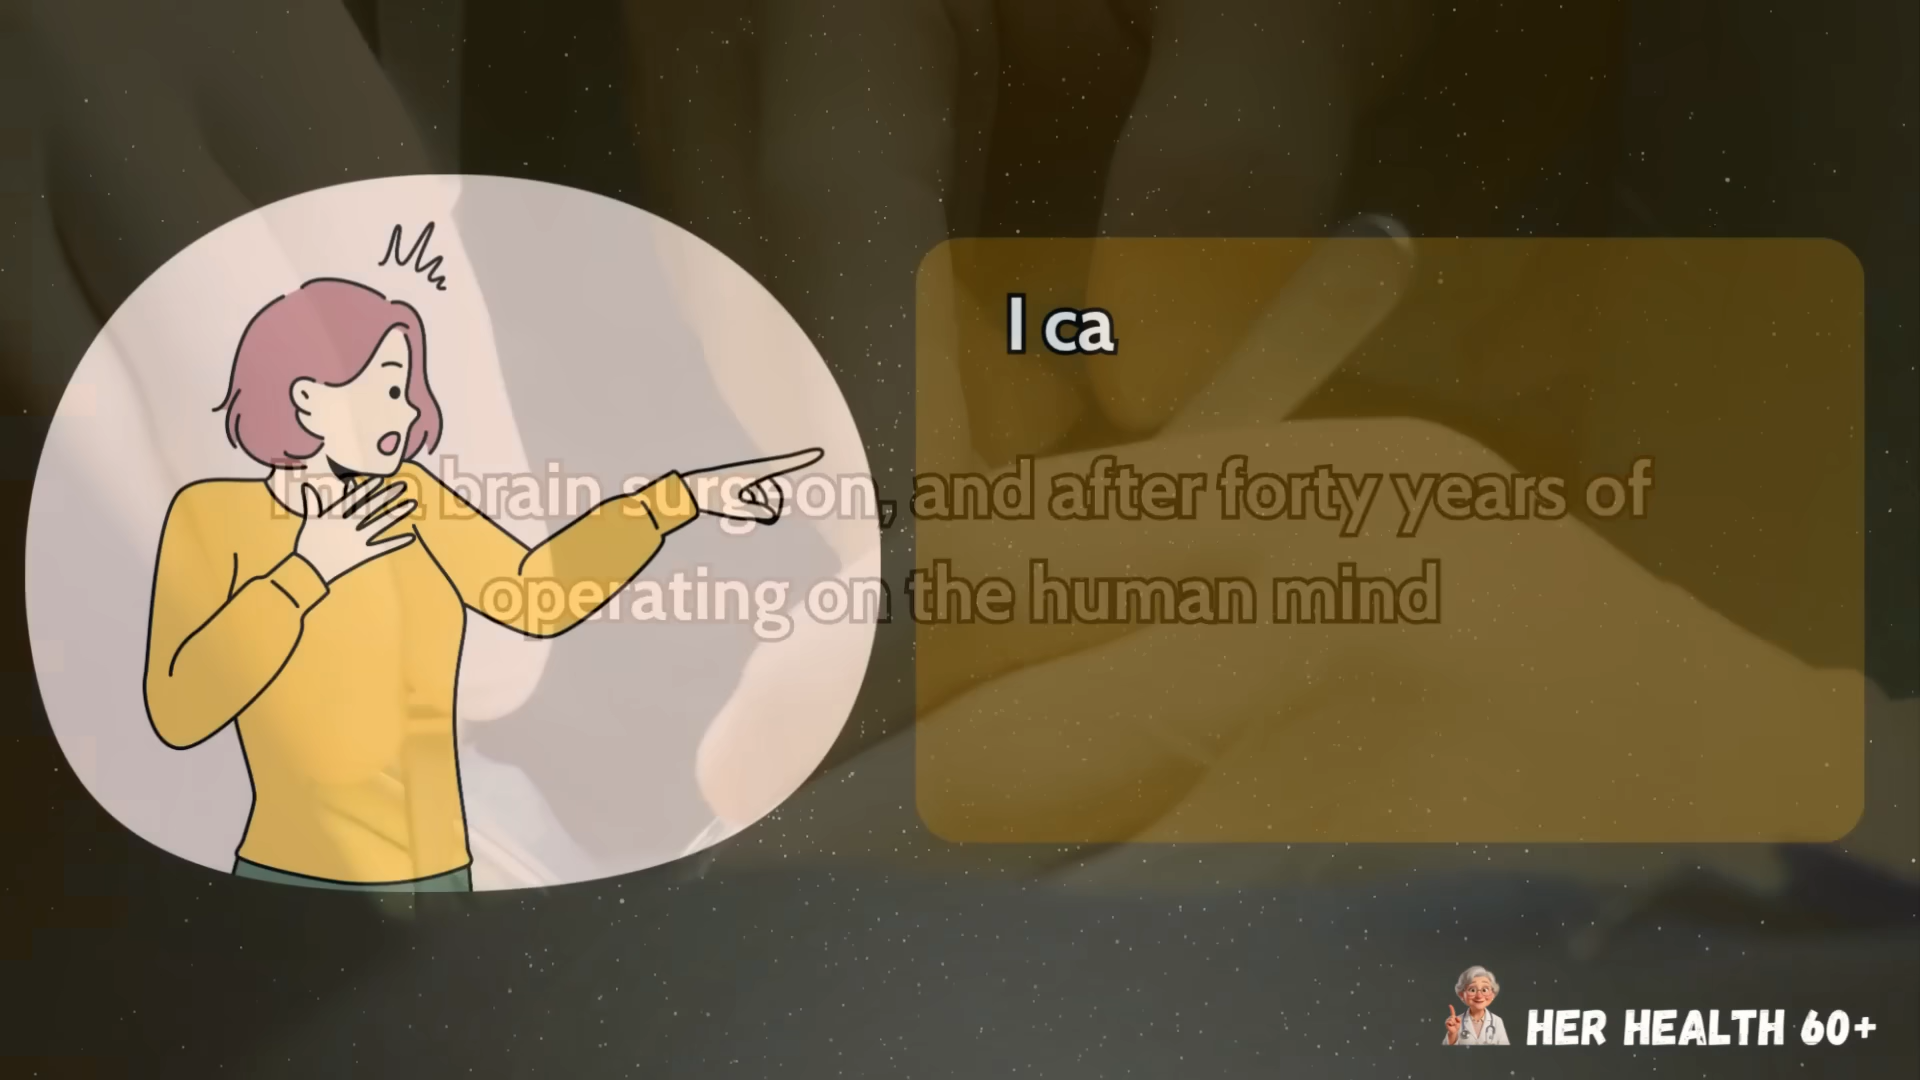 I ca
I'm a brain surgeon, and after forty years of
operating on the human mind
HER HEALTH 60+